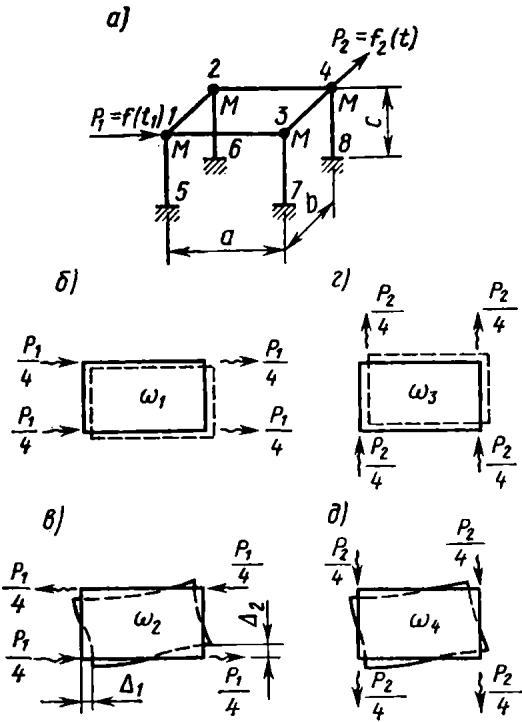 а)
P₂=f₂(t)
2
4
P₁=f(t₁)
1
M
3
M
M
M
6
8
c
5
7
b
a
б)
г)
P₁/4
P₁/4
P₂/4
P₂/4
ω₁
ω₃
P₁/4
P₁/4
P₂/4
P₂/4
в)
д)
P₁/4
P₁/4
P₂/4
P₂/4
ω₂
Δ₂
ω₄
P₁/4
Δ₁
P₁/4
P₂/4
P₂/4